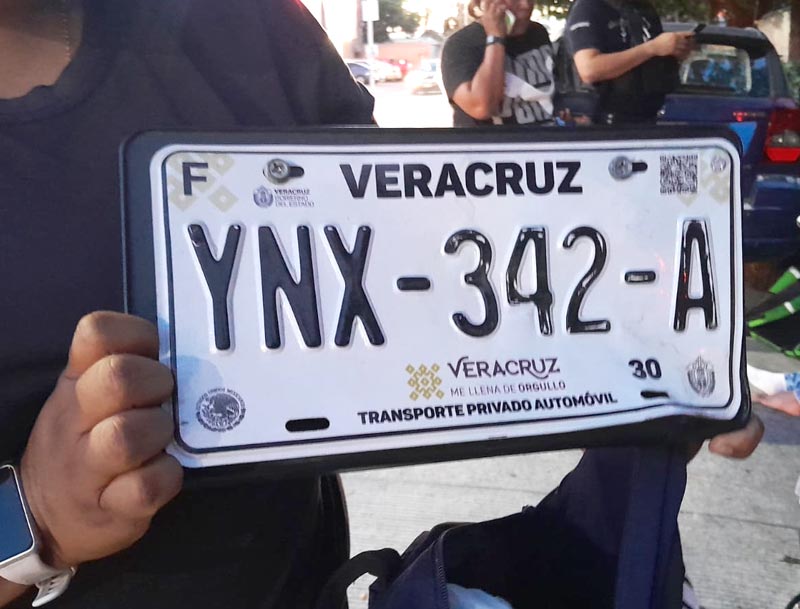 F
VERACRUZ
VERACRUZ
GOBIERNO
DEL ESTADO
YNX-342-A
VERACRUZ
ME LLENA DE ORGULLO
30
TRANSPORTE PRIVADO AUTOMÓVIL